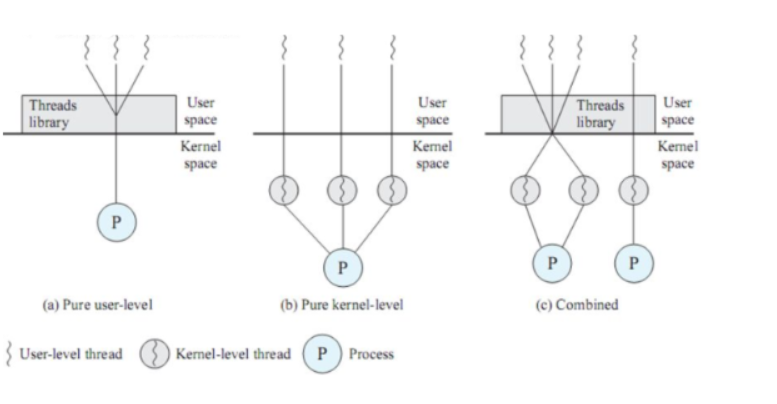 Threads
library
User
space
Kernel
space
P
(a) Pure user-level
User
space
Kernel
space
P
(b) Pure kernel-level
Threads
library
User
space
Kernel
space
P
P
(c) Combined
User-level thread
Kernel-level thread
P
Process